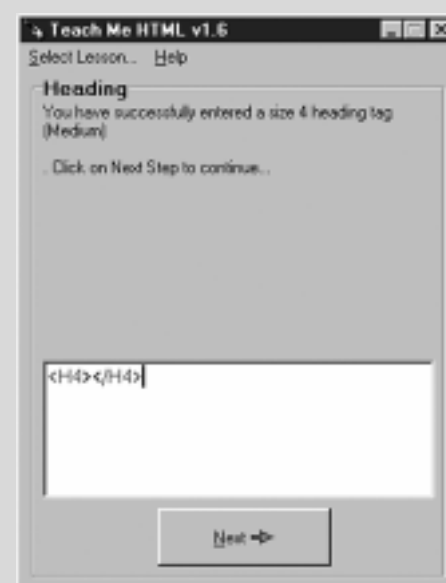 Teach Me HTML v1.6
Select Lesson... Help
Heading
You have successfully entered a size 4 heading tag
(Medium)
. Click on Next Step to continue...
<H4></H4>
Next